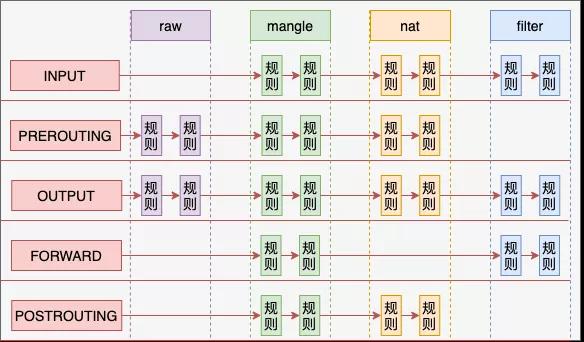 raw mangle nat filter
INPUT 规则 规则 规则 规则 规则 规则
PREROUTING 规则 规则 规则 规则 规则 规则
OUTPUT 规则 规则 规则 规则 规则 规则 规则 规则
FORWARD 规则 规则 规则 规则
POSTROUTING 规则 规则 规则 规则